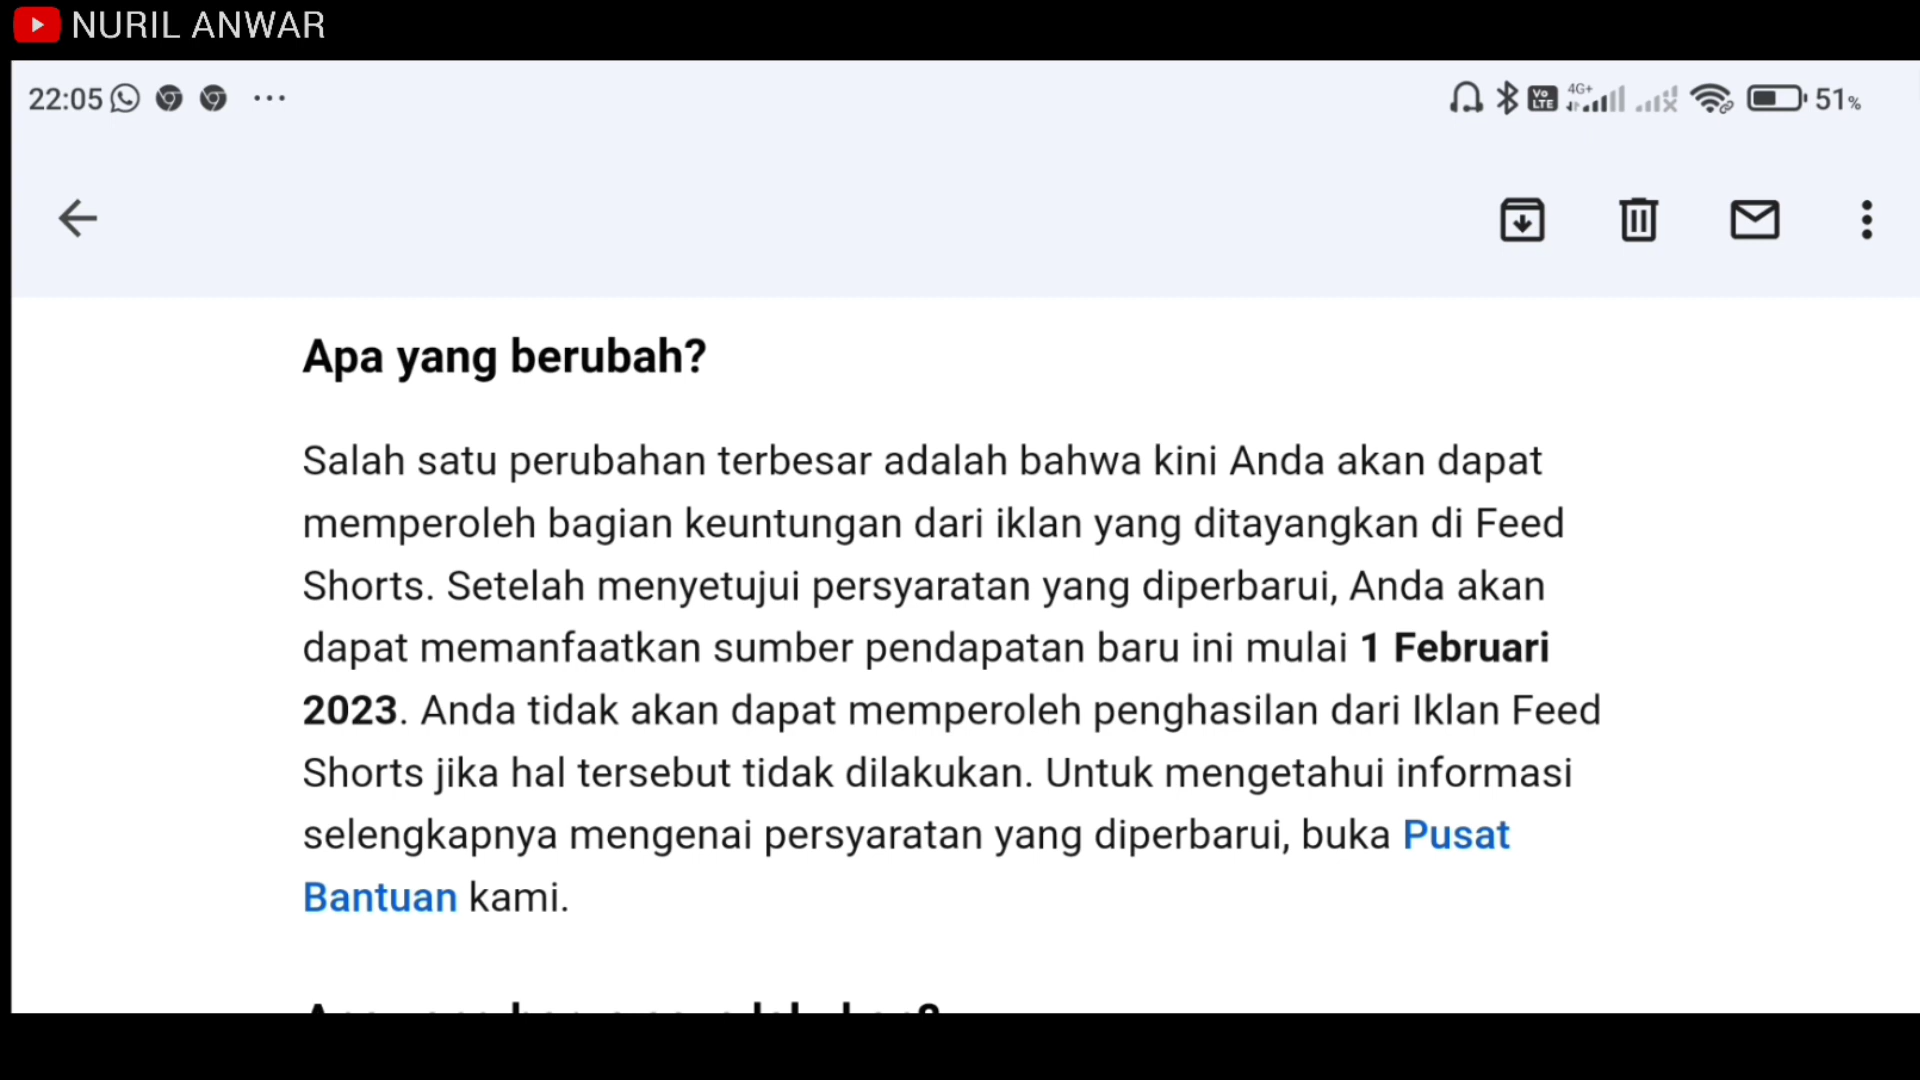 NURIL ANWAR
22:05 ... Vo LTE 4G+ 51%
Apa yang berubah?
Salah satu perubahan terbesar adalah bahwa kini Anda akan dapat
memperoleh bagian keuntungan dari iklan yang ditayangkan di Feed
Shorts. Setelah menyetujui persyaratan yang diperbarui, Anda akan
dapat memanfaatkan sumber pendapatan baru ini mulai 1 Februari
2023. Anda tidak akan dapat memperoleh penghasilan dari Iklan Feed
Shorts jika hal tersebut tidak dilakukan. Untuk mengetahui informasi
selengkapnya mengenai persyaratan yang diperbarui, buka Pusat
Bantuan kami.